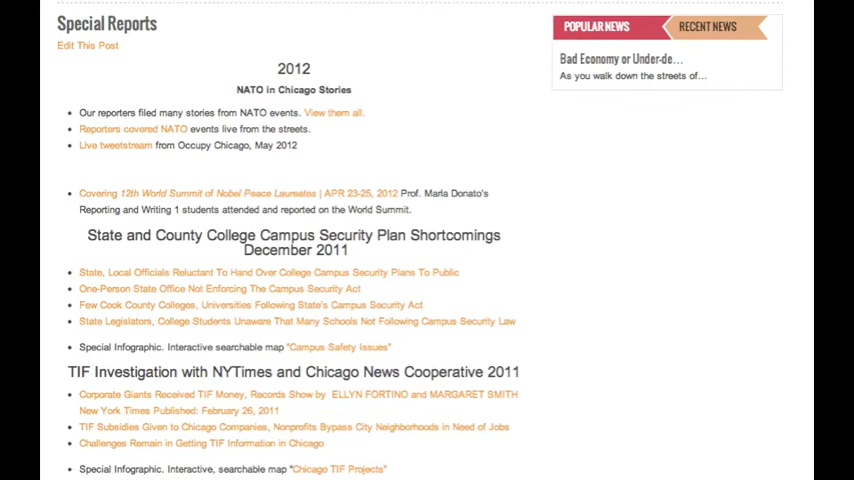 Special Reports
Edit This Post
2012
NATO in Chicago Stories
Our reporters filed many stories from NATO events. View them all.
Reporters covered NATO events live from the streets.
Live tweetstream from Occupy Chicago, May 2012
Covering 12th World Summit of Nobel Peace Laureates | APR 23-25, 2012 Prof. Marla Donato's
Reporting and Writing 1 students attended and reported on the World Summit.
State and County College Campus Security Plan Shortcomings
December 2011
State, Local Officials Reluctant To Hand Over College Campus Security Plans To Public
One-Person State Office Not Enforcing The Campus Security Act
Few Cook County Colleges, Universities Following State's Campus Security Act
State Legislators, College Students Unaware That Many Schools Not Following Campus Security Law
Special Infographic. Interactive searchable map "Campus Safety Issues"
TIF Investigation with NYTimes and Chicago News Cooperative 2011
Corporate Giants Received TIF Money, Records Show by ELLYN FORTINO and MARGARET SMITH
New York Times Published: February 26, 2011
TIF Subsidies Given to Chicago Companies, Nonprofits Bypass City Neighborhoods in Need of Jobs
Challenges Remain in Getting TIF Information in Chicago
Special Infographic. Interactive, searchable map "Chicago TIF Projects"
POPULAR NEWS
RECENT NEWS
Bad Economy or Under-de...
As you walk down the streets of...